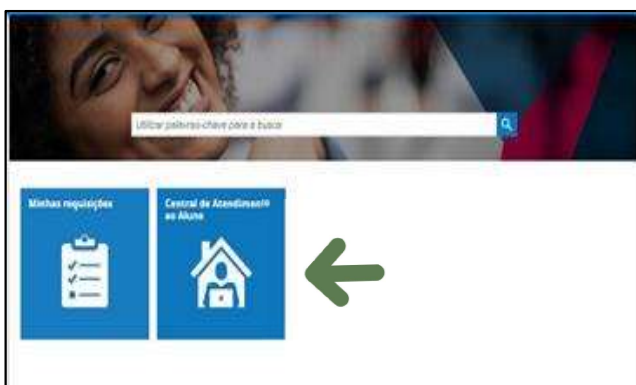 Utilizar palavras-chave para a busca
Minhas requisições
Central de Atendimento
ao Aluno